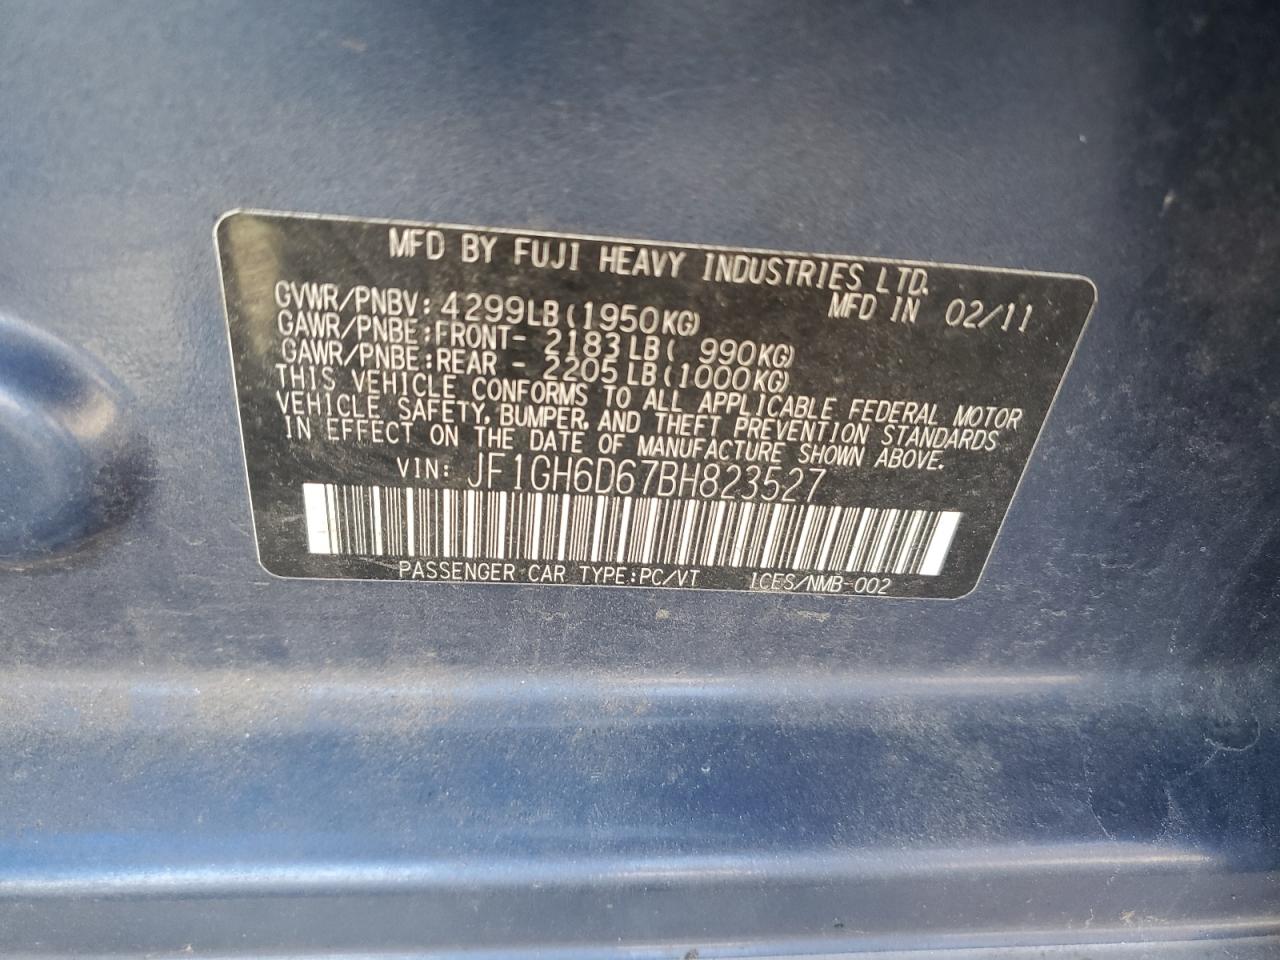 MFD BY FUJI HEAVY INDUSTRIES LTD.
MFD IN 02/11
GVWR/PNBV: 4299LB(1950KG)
GAWR/PNBE:FRONT- 2183LB( 990KG)
GAWR/PNBE:REAR - 2205LB(1000KG)
THIS VEHICLE CONFORMS TO ALL APPLICABLE FEDERAL MOTOR
VEHICLE SAFETY, BUMPER, AND THEFT PREVENTION STANDARDS
IN EFFECT ON THE DATE OF MANUFACTURE SHOWN ABOVE.
VIN: JF1GH6D67BH823527
PASSENGER CAR TYPE:PC/VT ICES/NMB-002